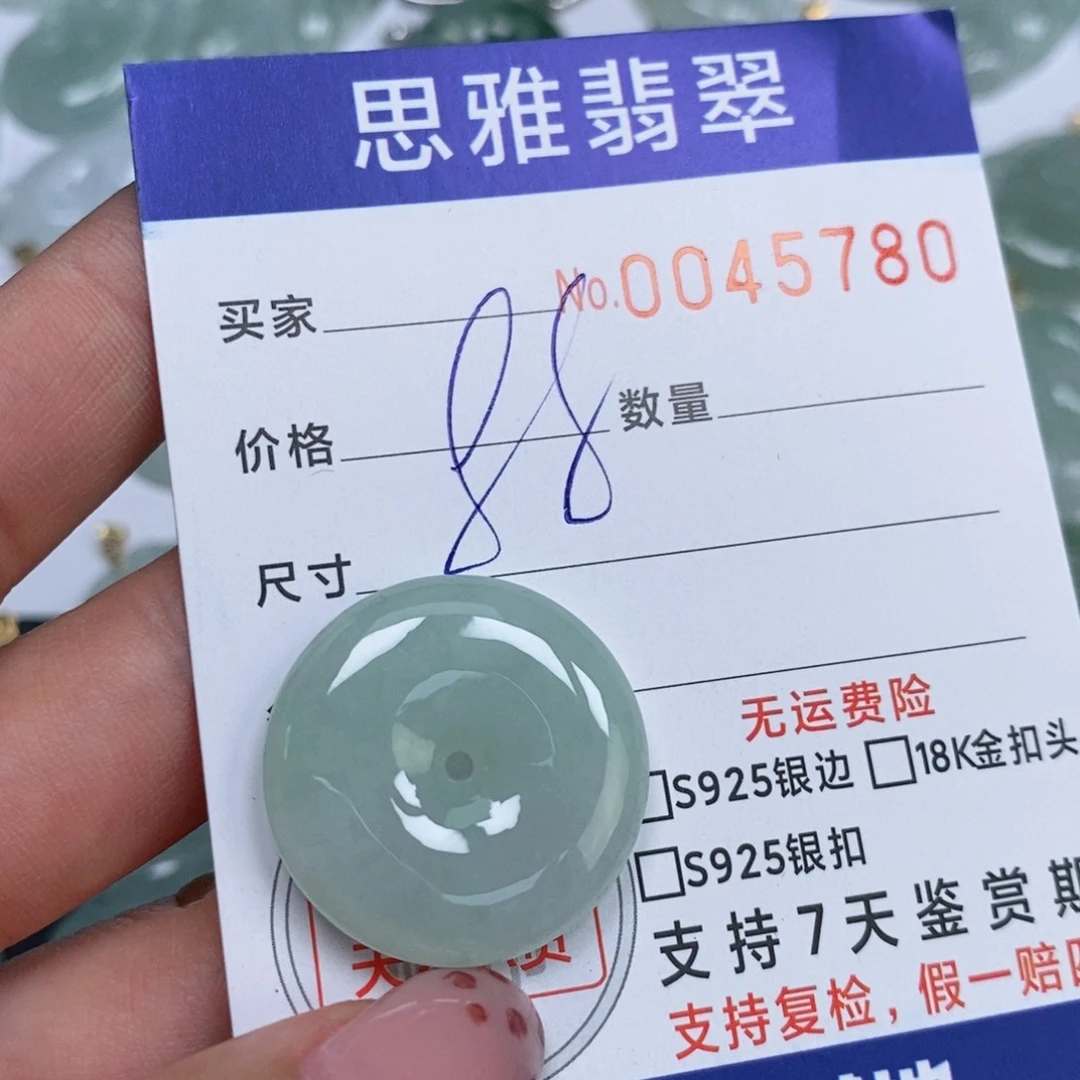 思雅翡翠
No.0045780
买家
88
价格 数量
尺寸
无运费险
S925银边 18K金扣头
S925银扣
支持7天鉴赏期
支持复检，假一赔